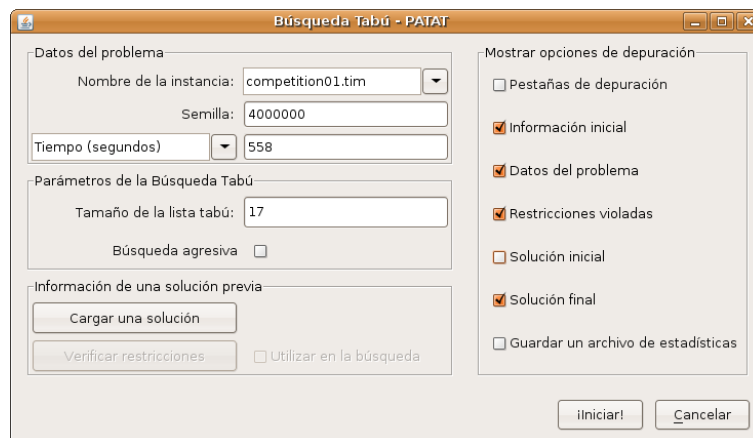 Búsqueda Tabú - PATAT
Datos del problema
Nombre de la instancia: competition01.tim
Semilla: 4000000
Tiempo (segundos) 558
Parámetros de la Búsqueda Tabú
Tamaño de la lista tabú: 17
Búsqueda agresiva
Información de una solución previa
Cargar una solución
Verificar restricciones Utilizar en la búsqueda
Mostrar opciones de depuración
Pestañas de depuración
Información inicial
Datos del problema
Restricciones violadas
Solución inicial
Solución final
Guardar un archivo de estadísticas
¡Iniciar! Cancelar